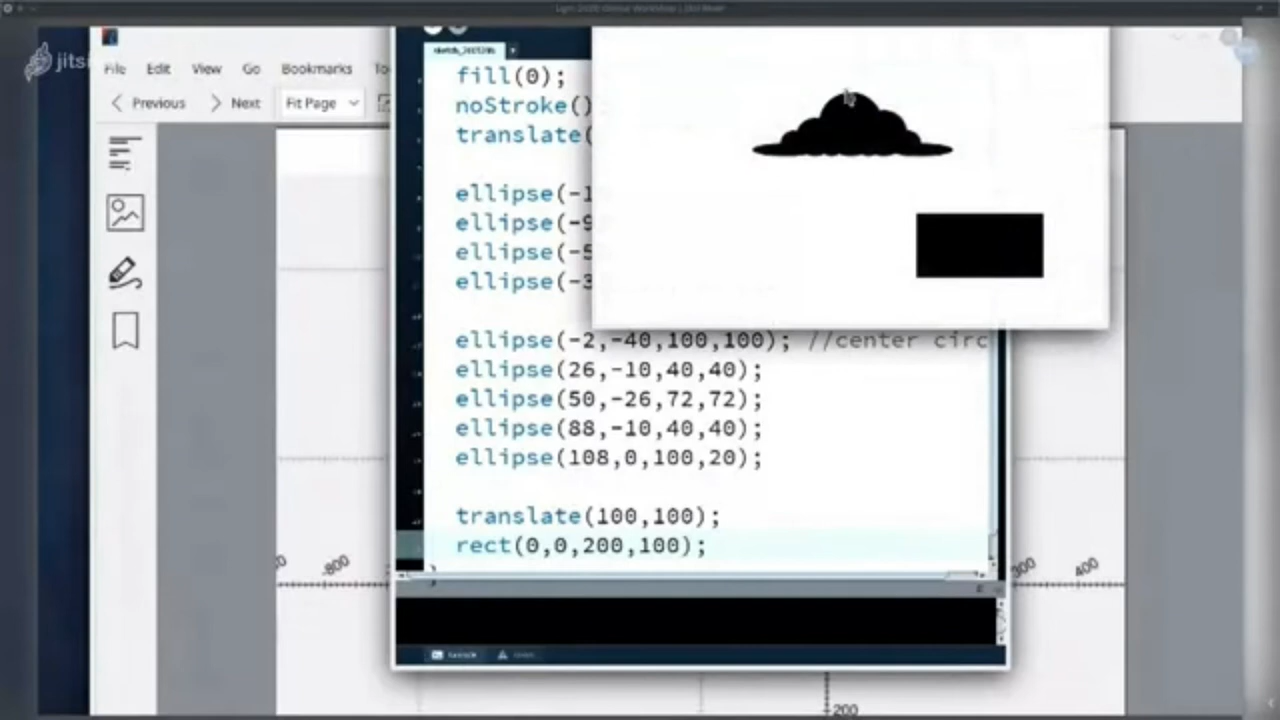 jitsi
File Edit View Go Bookmarks To
Previous Next Fit Page
fill(0);
noStroke()
translate(
ellipse(-1
ellipse(-9
ellipse(-5
ellipse(-3
ellipse(-2,-40,100,100); //center circ
ellipse(26,-10,40,40);
ellipse(50,-26,72,72);
ellipse(88,-10,40,40);
ellipse(108,0,100,20);
translate(100,100);
rect(0,0,200,100);
}
-800
300 400
200